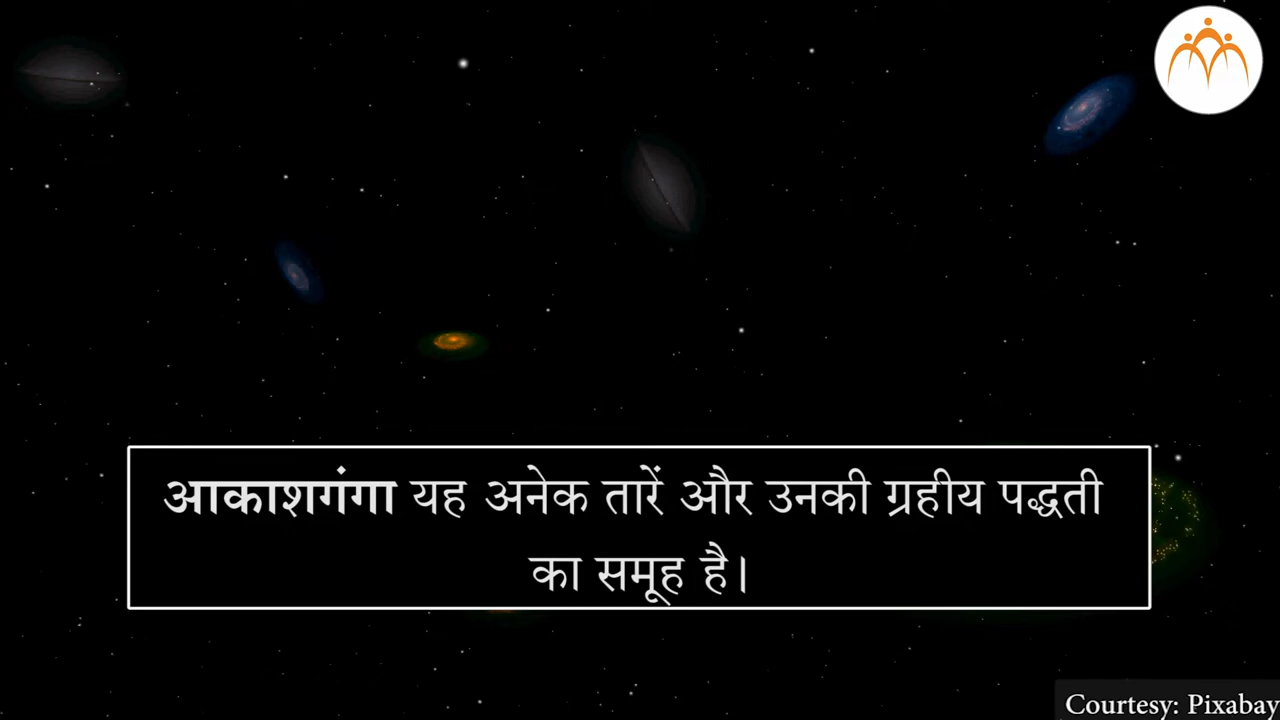 आकाशगंगा यह अनेक तारें और उनकी ग्रहीय पद्धती
का समूह है।
Courtesy: Pixabay